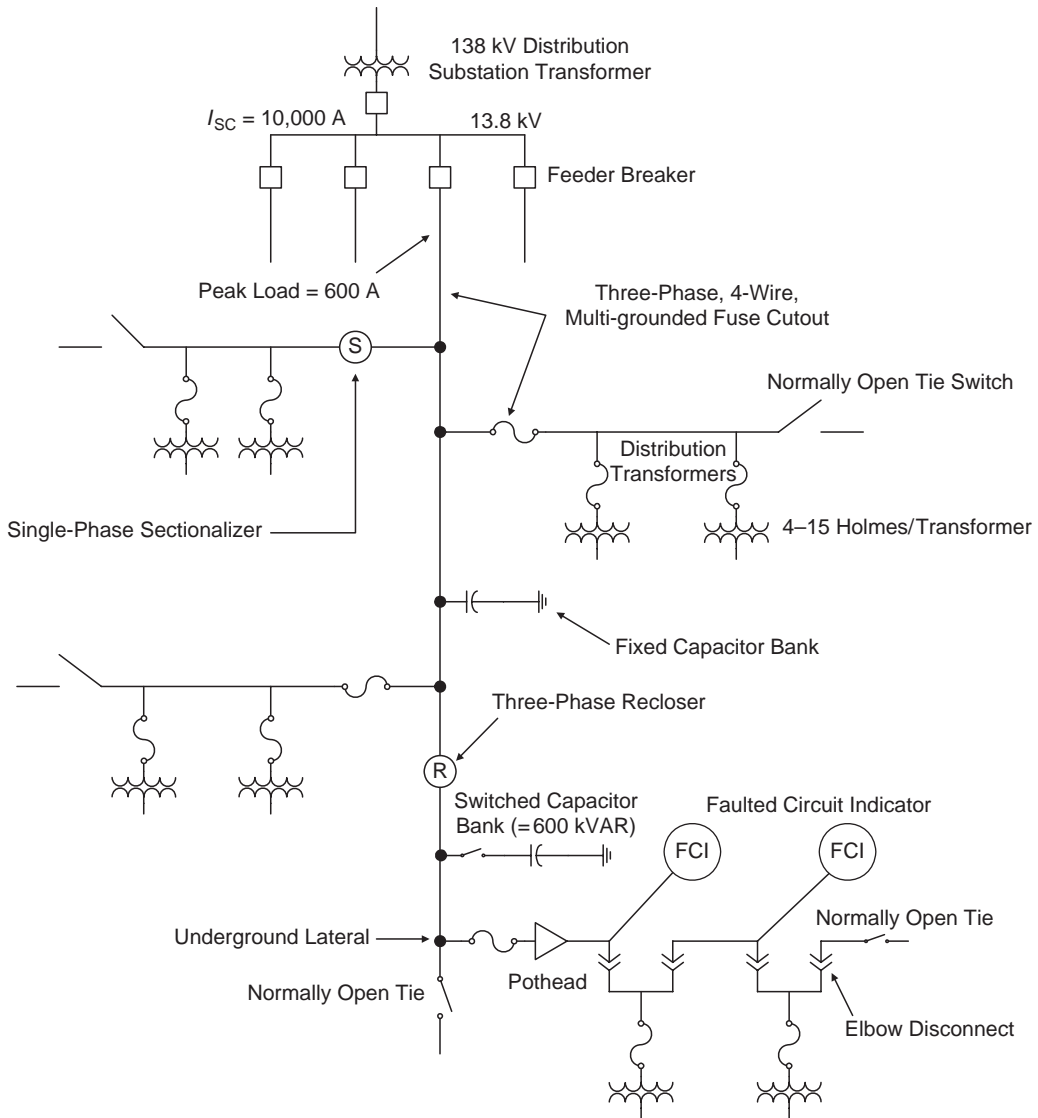 138 kV Distribution
Substation Transformer
I_SC = 10,000 A
13.8 kV
Feeder Breaker
Peak Load = 600 A
Three-Phase, 4-Wire,
Multi-grounded Fuse Cutout
S
Normally Open Tie Switch
Distribution
Transformers
Single-Phase Sectionalizer
4–15 Holmes/Transformer
Fixed Capacitor Bank
Three-Phase Recloser
R
Switched Capacitor
Bank (=600 kVAR)
Faulted Circuit Indicator
FCI
FCI
Normally Open Tie
Underground Lateral
Pothead
Normally Open Tie
Elbow Disconnect